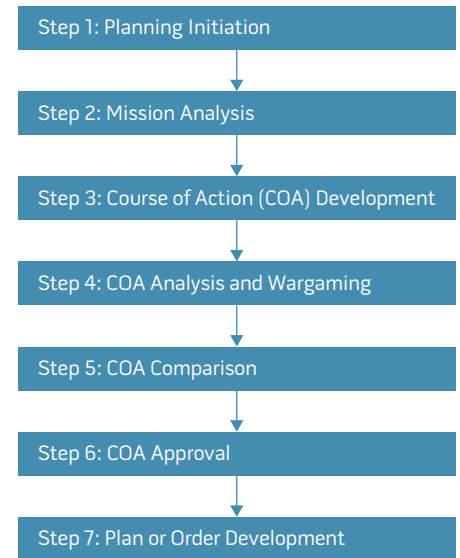 Step 1: Planning Initiation
Step 2: Mission Analysis
Step 3: Course of Action (COA) Development
Step 4: COA Analysis and Wargaming
Step 5: COA Comparison
Step 6: COA Approval
Step 7: Plan or Order Development